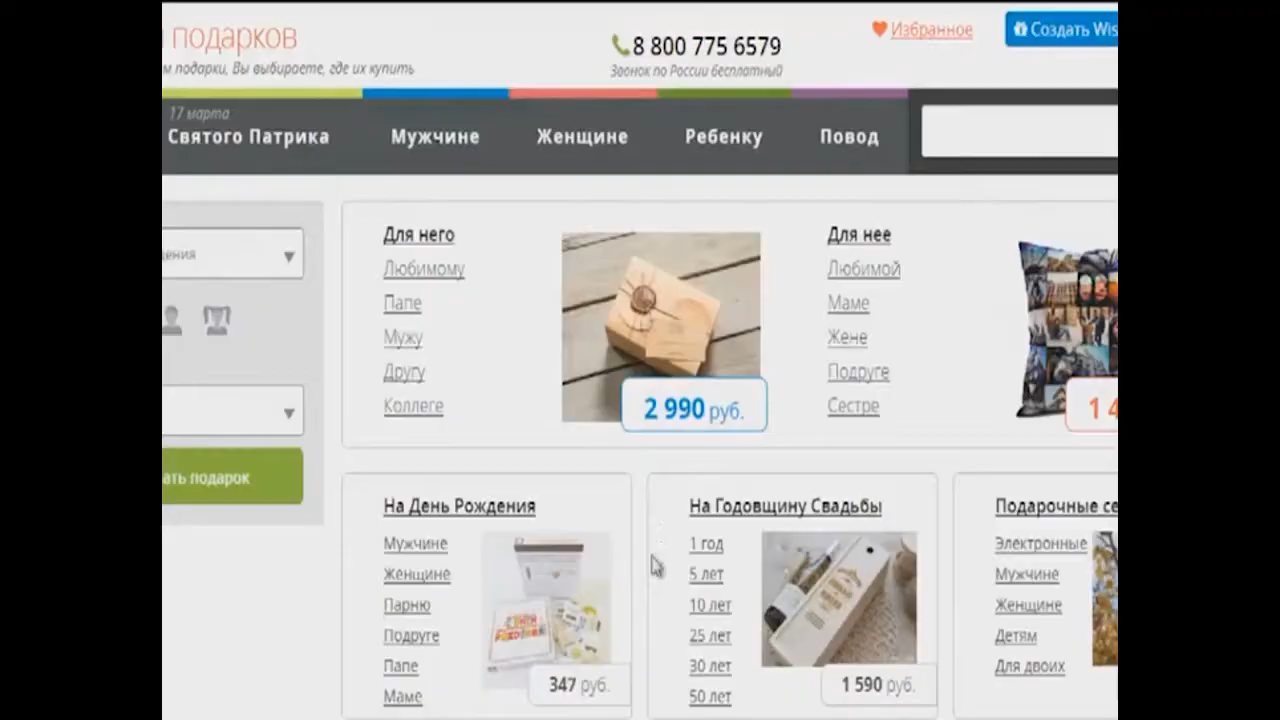 подарков
подарки, Вы выбираете, где их купить
8 800 775 6579
Звонок по России бесплатный
Избранное
Создать Wis
17 марта
Святого Патрика
Мужчине
Женщине
Ребенку
Повод
ать подарок
Для него
Любимому
Папе
Мужу
Другу
Коллеге
2 990 руб.
Для нее
Любимой
Маме
Жене
Подруге
Сестре
1 4
На День Рождения
Мужчине
Женщине
Парню
Подруге
Папе
Маме
347 руб.
На Годовщину Свадьбы
1 год
5 лет
10 лет
25 лет
30 лет
50 лет
1 590 руб.
Подарочные се
Электронные
Мужчине
Женщине
Детям
Для двоих